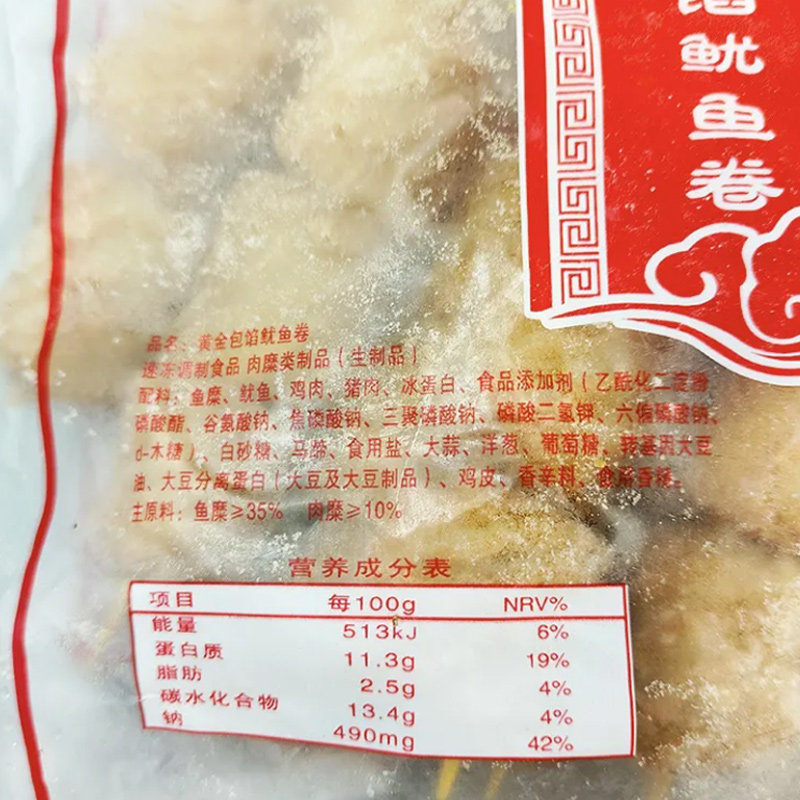 鱿鱼卷
品名：黄金包馅鱿鱼卷
速冻调制食品 肉糜类制品（生制品）
配料：鱼糜、鱿鱼、鸡肉、猪肉、冰蛋白、食品添加剂（乙酰化二淀粉
磷酸酯、谷氨酸钠、焦磷酸钠、三聚磷酸钠、磷酸二氢钾、六偏磷酸钠、
d-木糖）、白砂糖、马蹄、食用盐、大蒜、洋葱、葡萄糖、转基因大豆
油、大豆分离蛋白（大豆及大豆制品）、鸡皮、香辛料、食用香精。
主原料：鱼糜≥35% 肉糜≥10%
营养成分表
项目 每100g NRV%
能量 513kJ 6%
蛋白质 11.3g 19%
脂肪 2.5g 4%
碳水化合物 13.4g 4%
钠 490mg 42%